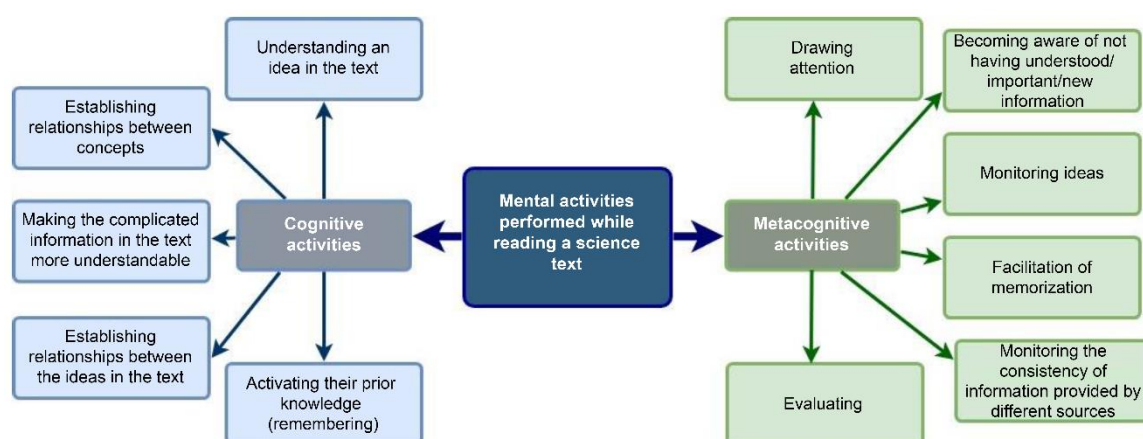 Understanding an
idea in the text
Establishing
relationships between
concepts
Making the complicated
information in the text
more understandable
Establishing
relationships between
the ideas in the text
Activating their prior
knowledge
(remembering)
Cognitive
activities
Mental activities
performed while
reading a science
text
Metacognitive
activities
Drawing
attention
Becoming aware of not
having understood/
important/new
information
Monitoring ideas
Facilitation of
memorization
Monitoring the
consistency of
information provided by
different sources
Evaluating